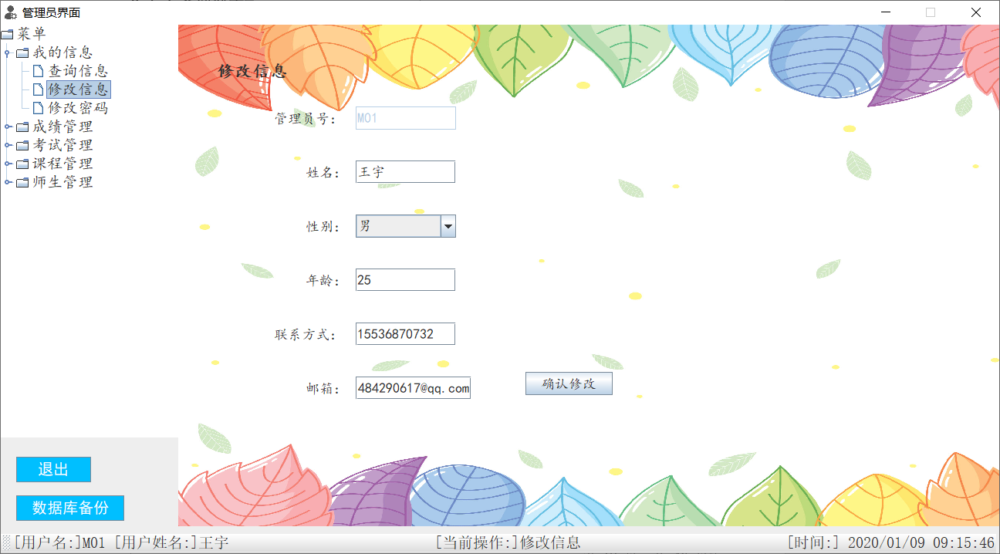 管理员界面
菜单
我的信息
查询信息
修改信息
修改密码
成绩管理
考试管理
课程管理
师生管理
修改信息
管理员号: M01
姓名: 王宇
性别: 男
年龄: 25
联系方式: 15536870732
邮箱: 484290617@qq.com
确认修改
退出
数据库备份
[用户名:]M01 [用户姓名:]王宇 [当前操作:]修改信息 [时间:] 2020/01/09 09:15:46